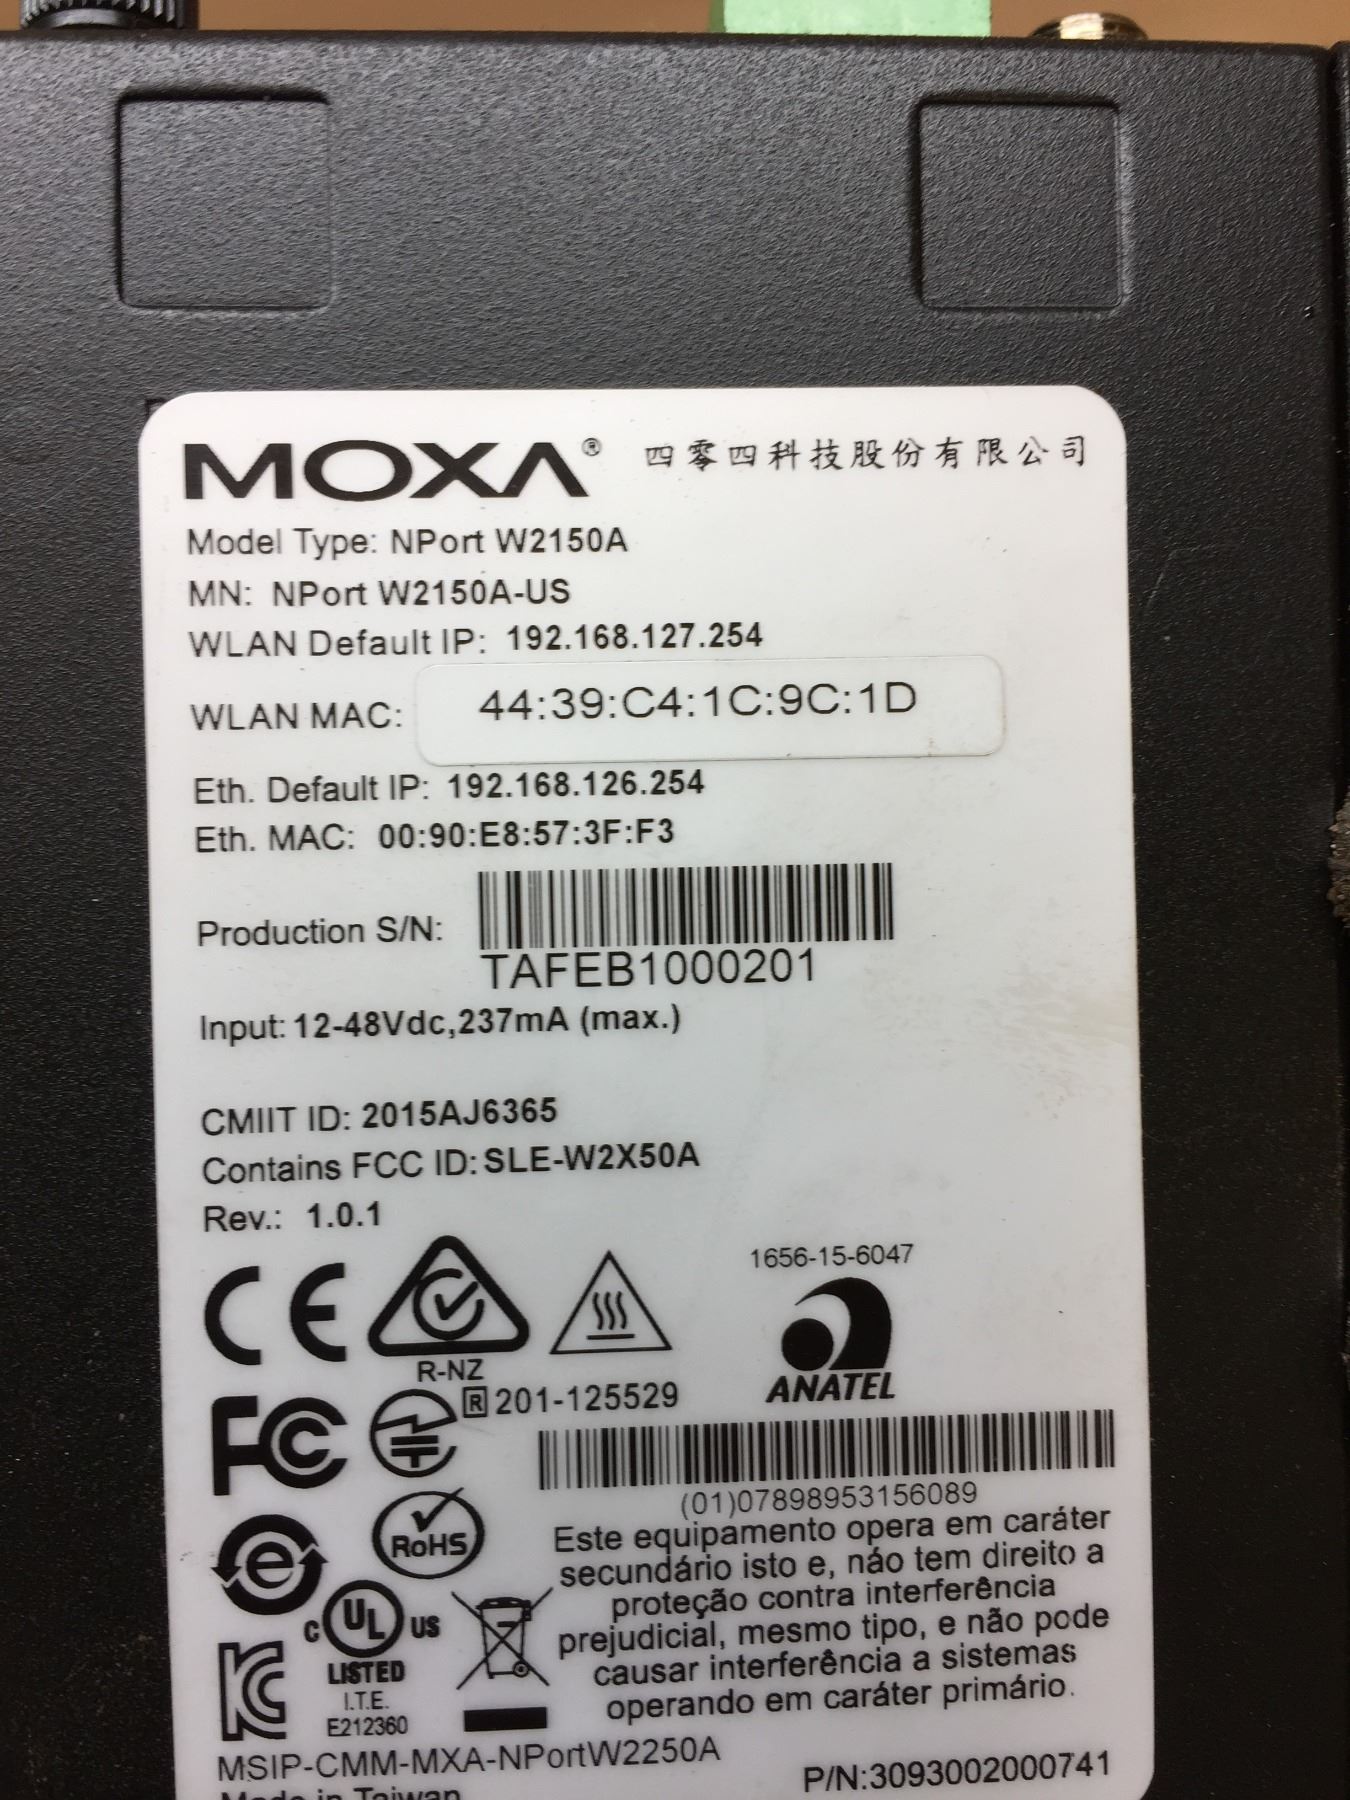 MOXA® 四零四科技股份有限公司
Model Type: NPort W2150A
MN: NPort W2150A-US
WLAN Default IP: 192.168.127.254
WLAN MAC: 44:39:C4:1C:9C:1D
Eth. Default IP: 192.168.126.254
Eth. MAC: 00:90:E8:57:3F:F3
Production S/N:
TAFEB1000201
Input: 12-48Vdc,237mA (max.)
CMIIT ID: 2015AJ6365
Contains FCC ID: SLE-W2X50A
Rev.: 1.0.1
1656-15-6047
CE
R-NZ
ANATEL
FC
R 201-125529
(01)07898953156089
e
RoHS
Este equipamento opera em caráter
secundário isto e, náo tem direito a
proteção contra interferência
prejudicial, mesmo tipo, e não pode
causar interferência a sistemas
operando em caráter primário.
C UL US
LISTED
I.T.E.
E212360
MSIP-CMM-MXA-NPortW2250A
P/N:3093002000741
Made in Taiwan